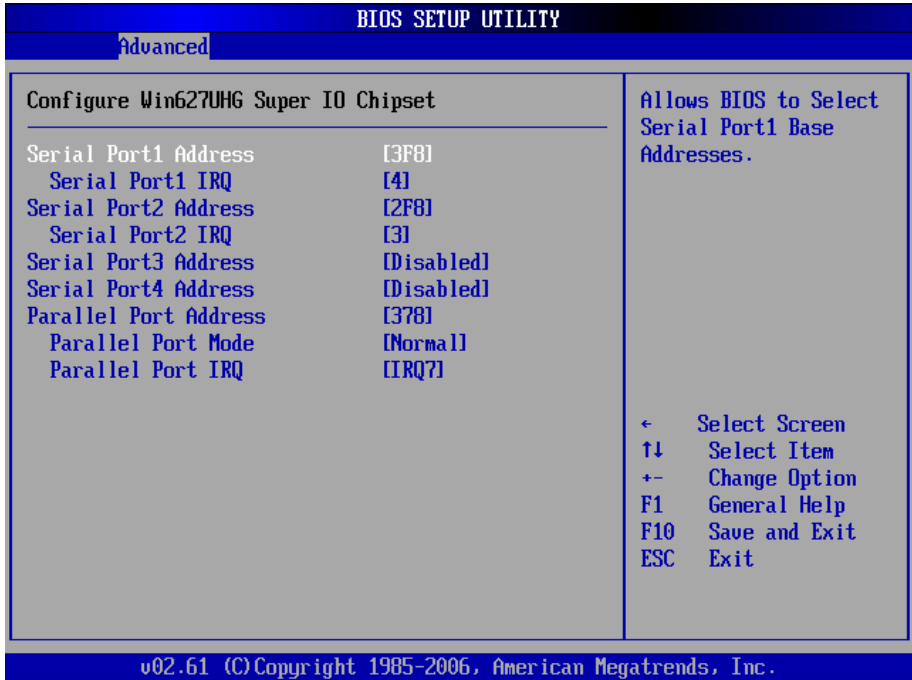 BIOS SETUP UTILITY
Advanced
Configure Win627UHG Super IO Chipset
Serial Port1 Address [3F8]
Serial Port1 IRQ [4]
Serial Port2 Address [2F8]
Serial Port2 IRQ [3]
Serial Port3 Address [Disabled]
Serial Port4 Address [Disabled]
Parallel Port Address [378]
Parallel Port Mode [Normal]
Parallel Port IRQ [IRQ7]
Allows BIOS to Select
Serial Port1 Base
Addresses.
← Select Screen
↑↓ Select Item
+- Change Option
F1 General Help
F10 Save and Exit
ESC Exit
v02.61 (C)Copyright 1985-2006, American Megatrends, Inc.